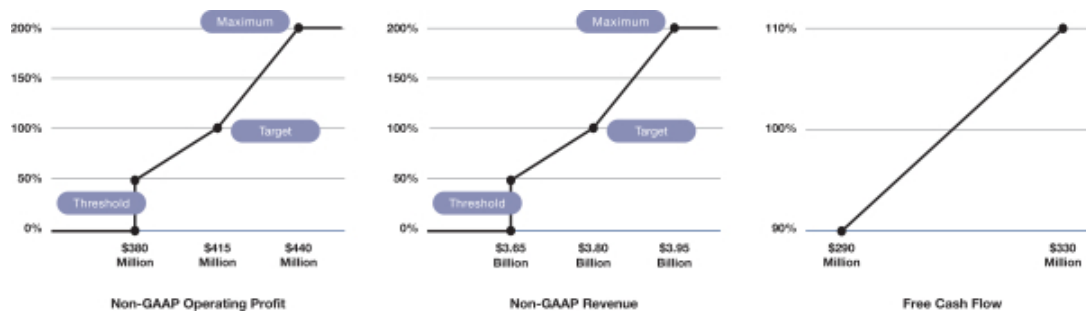 200%
Maximum
150%
100%
Target
50%
Threshold
0%
$380
Million
$415
Million
$440
Million
Non-GAAP Operating Profit
200%
Maximum
150%
100%
Target
50%
Threshold
0%
$3.65
Billion
$3.80
Billion
$3.95
Billion
Non-GAAP Revenue
110%
100%
90%
$290
Million
$330
Million
Free Cash Flow